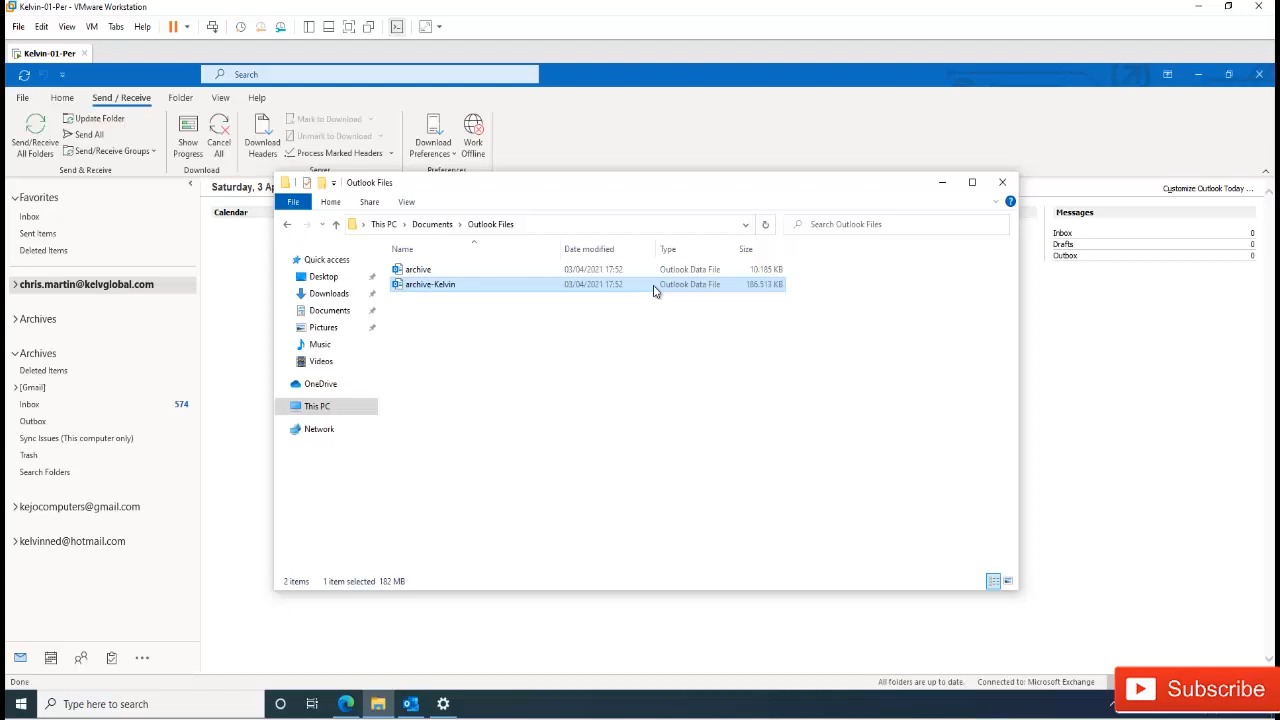 Kelvin-01-Per - VMware Workstation
File Edit View VM Tabs Help
Kelvin-01-Per
Search
File Home Send / Receive Folder View Help
Send/Receive All Folders
Update Folder
Send All
Send/Receive Groups
Send & Receive
Show Progress
Cancel All
Download
Download Headers
Mark to Download
Unmark to Download
Process Marked Headers
Server
Download Preferences
Work Offline
Preferences
Favorites
Inbox
Sent Items
Deleted Items
chris.martin@kelvglobal.com
Archives
Archives
Deleted Items
[Gmail]
Inbox 574
Outbox
Sync Issues (This computer only)
Trash
Search Folders
kejocomputers@gmail.com
kelvinned@hotmail.com
Saturday, 3 Ap
Calendar
Customize Outlook Today ...
Messages
Inbox 0
Drafts 0
Outbox 0
Outlook Files
File Home Share View
This PC > Documents > Outlook Files
Search Outlook Files
Quick access
Desktop
Downloads
Documents
Pictures
Music
Videos
OneDrive
This PC
Network
Name Date modified Type Size
archive 03/04/2021 17:52 Outlook Data File 10.185 KB
archive-Kelvin 03/04/2021 17:52 Outlook Data File 186.513 KB
2 items 1 item selected 182 MB
Done
All folders are up to date. Connected to: Microsoft Exchange
Type here to search
Subscribe